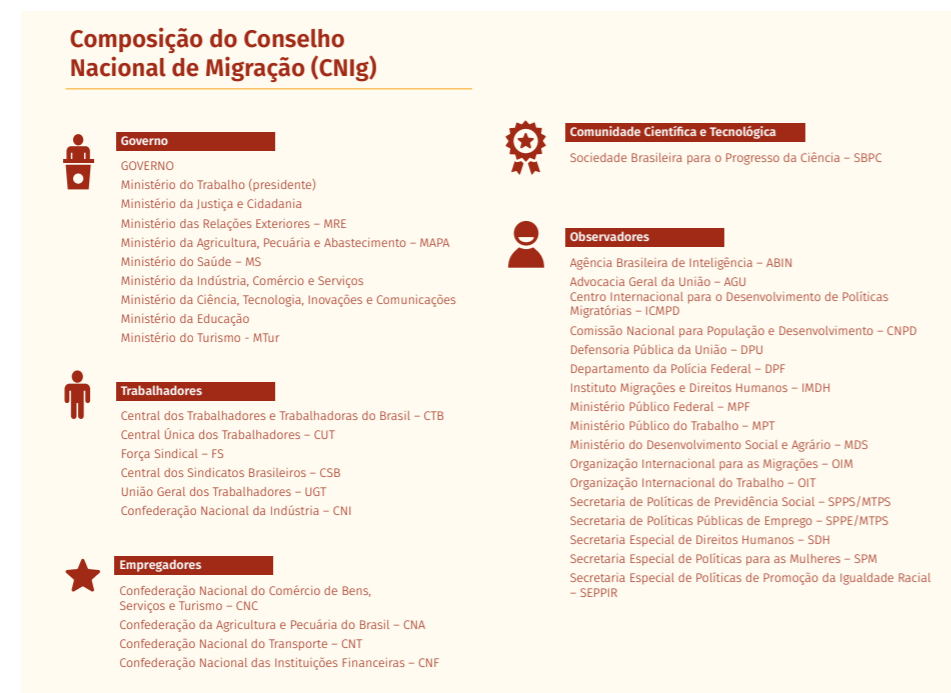 Composição do Conselho
Nacional de Migração (CNIg)
Governo
GOVERNO
Ministério do Trabalho (presidente)
Ministério da Justiça e Cidadania
Ministério das Relações Exteriores – MRE
Ministério da Agricultura, Pecuária e Abastecimento – MAPA
Ministério do Saúde – MS
Ministério da Indústria, Comércio e Serviços
Ministério da Ciência, Tecnologia, Inovações e Comunicações
Ministério da Educação
Ministério do Turismo - MTur
Trabalhadores
Central dos Trabalhadores e Trabalhadoras do Brasil – CTB
Central Única dos Trabalhadores – CUT
Força Sindical – FS
Central dos Sindicatos Brasileiros – CSB
União Geral dos Trabalhadores – UGT
Confederação Nacional da Indústria – CNI
Empregadores
Confederação Nacional do Comércio de Bens,
Serviços e Turismo – CNC
Confederação da Agricultura e Pecuária do Brasil – CNA
Confederação Nacional do Transporte – CNT
Confederação Nacional das Instituições Financeiras – CNF
Comunidade Científica e Tecnológica
Sociedade Brasileira para o Progresso da Ciência – SBPC
Observadores
Agência Brasileira de Inteligência – ABIN
Advocacia Geral da União – AGU
Centro Internacional para o Desenvolvimento de Políticas
Migratórias – ICMPD
Comissão Nacional para População e Desenvolvimento – CNPD
Defensoria Pública da União – DPU
Departamento da Polícia Federal – DPF
Instituto Migrações e Direitos Humanos – IMDH
Ministério Público Federal – MPF
Ministério Público do Trabalho – MPT
Ministério do Desenvolvimento Social e Agrário – MDS
Organização Internacional para as Migrações – OIM
Organização Internacional do Trabalho – OIT
Secretaria de Políticas de Previdência Social – SPPS/MTPS
Secretaria de Políticas Públicas de Emprego – SPPE/MTPS
Secretaria Especial de Direitos Humanos – SDH
Secretaria Especial de Políticas para as Mulheres – SPM
Secretaria Especial de Políticas de Promoção da Igualdade Racial
– SEPPIR